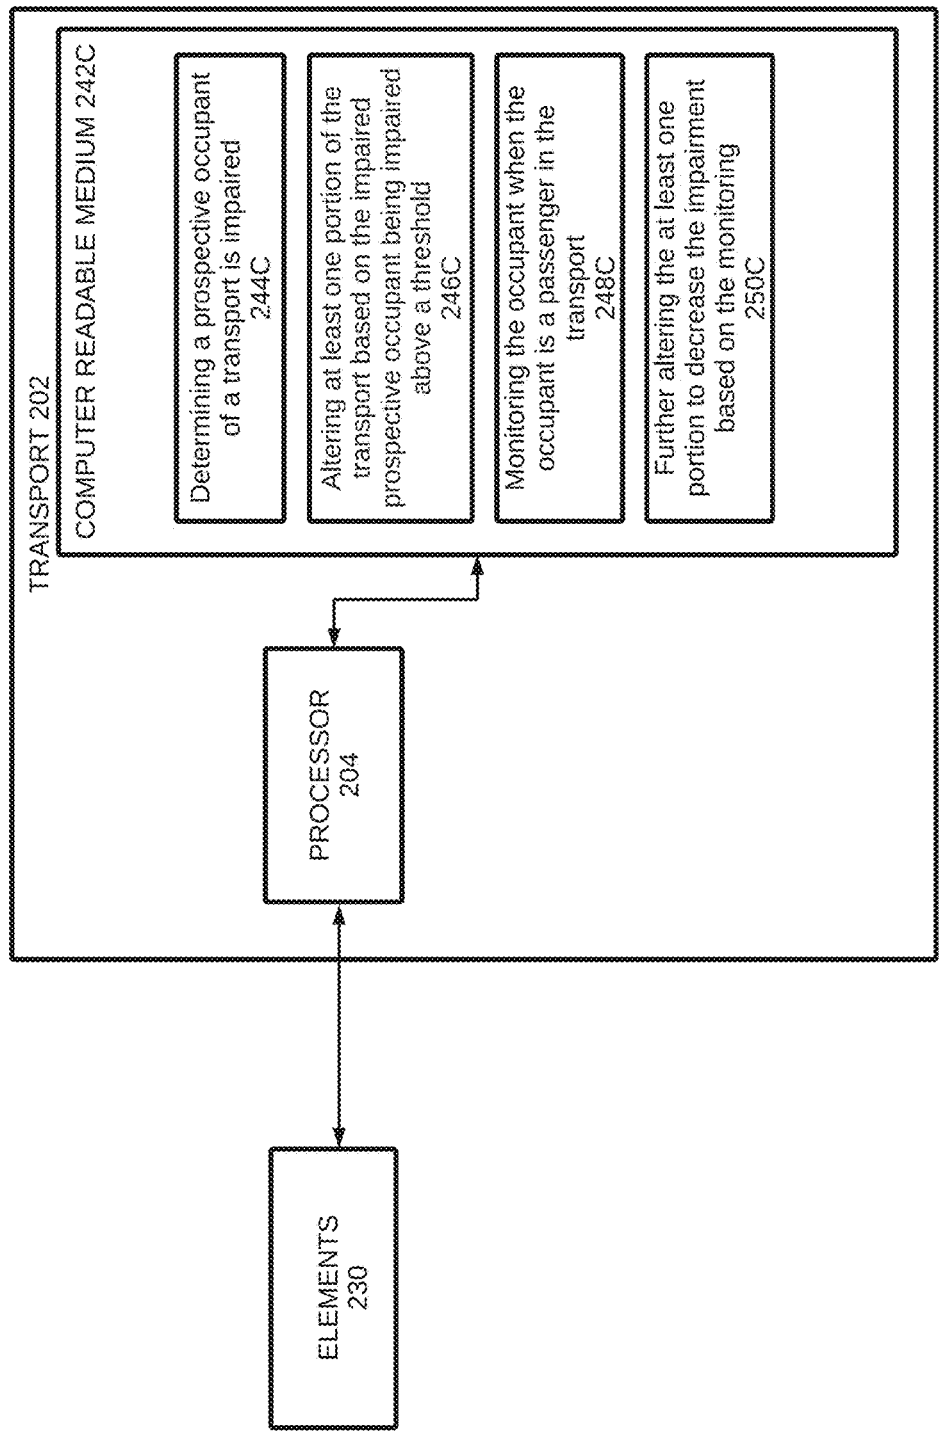 TRANSPORT 202
COMPUTER READABLE MEDIUM 242C
Determining a prospective occupant
of a transport is impaired
244C
Altering at least one portion of the
transport based on the impaired
prospective occupant being impaired
above a threshold
246C
Monitoring the occupant when the
occupant is a passenger in the
transport
248C
Further altering the at least one
portion to decrease the impairment
based on the monitoring
250C
PROCESSOR
204
ELEMENTS
230